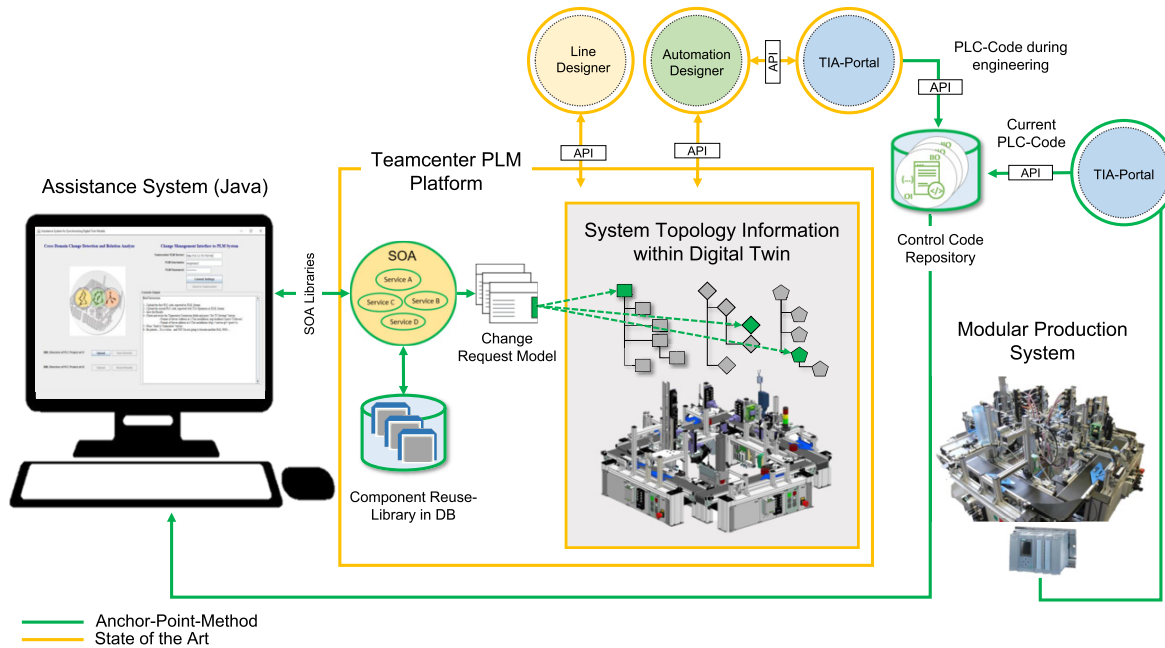 Line
Designer
Automation
Designer
API
TIA-Portal
PLC-Code during
engineering
API
API
API
Current
PLC-Code
API
TIA-Portal
Control Code
Repository
Teamcenter PLM
Platform
Assistance System (Java)
Cross Domain Change Detection and Relation Analyse
Change Management Interface to PLM System
SOA Libraries
SOA
Service A
Service C
Service B
Service D
Change
Request Model
Component Reuse-
Library in DB
System Topology Information
within Digital Twin
Modular Production
System
Anchor-Point-Method
State of the Art